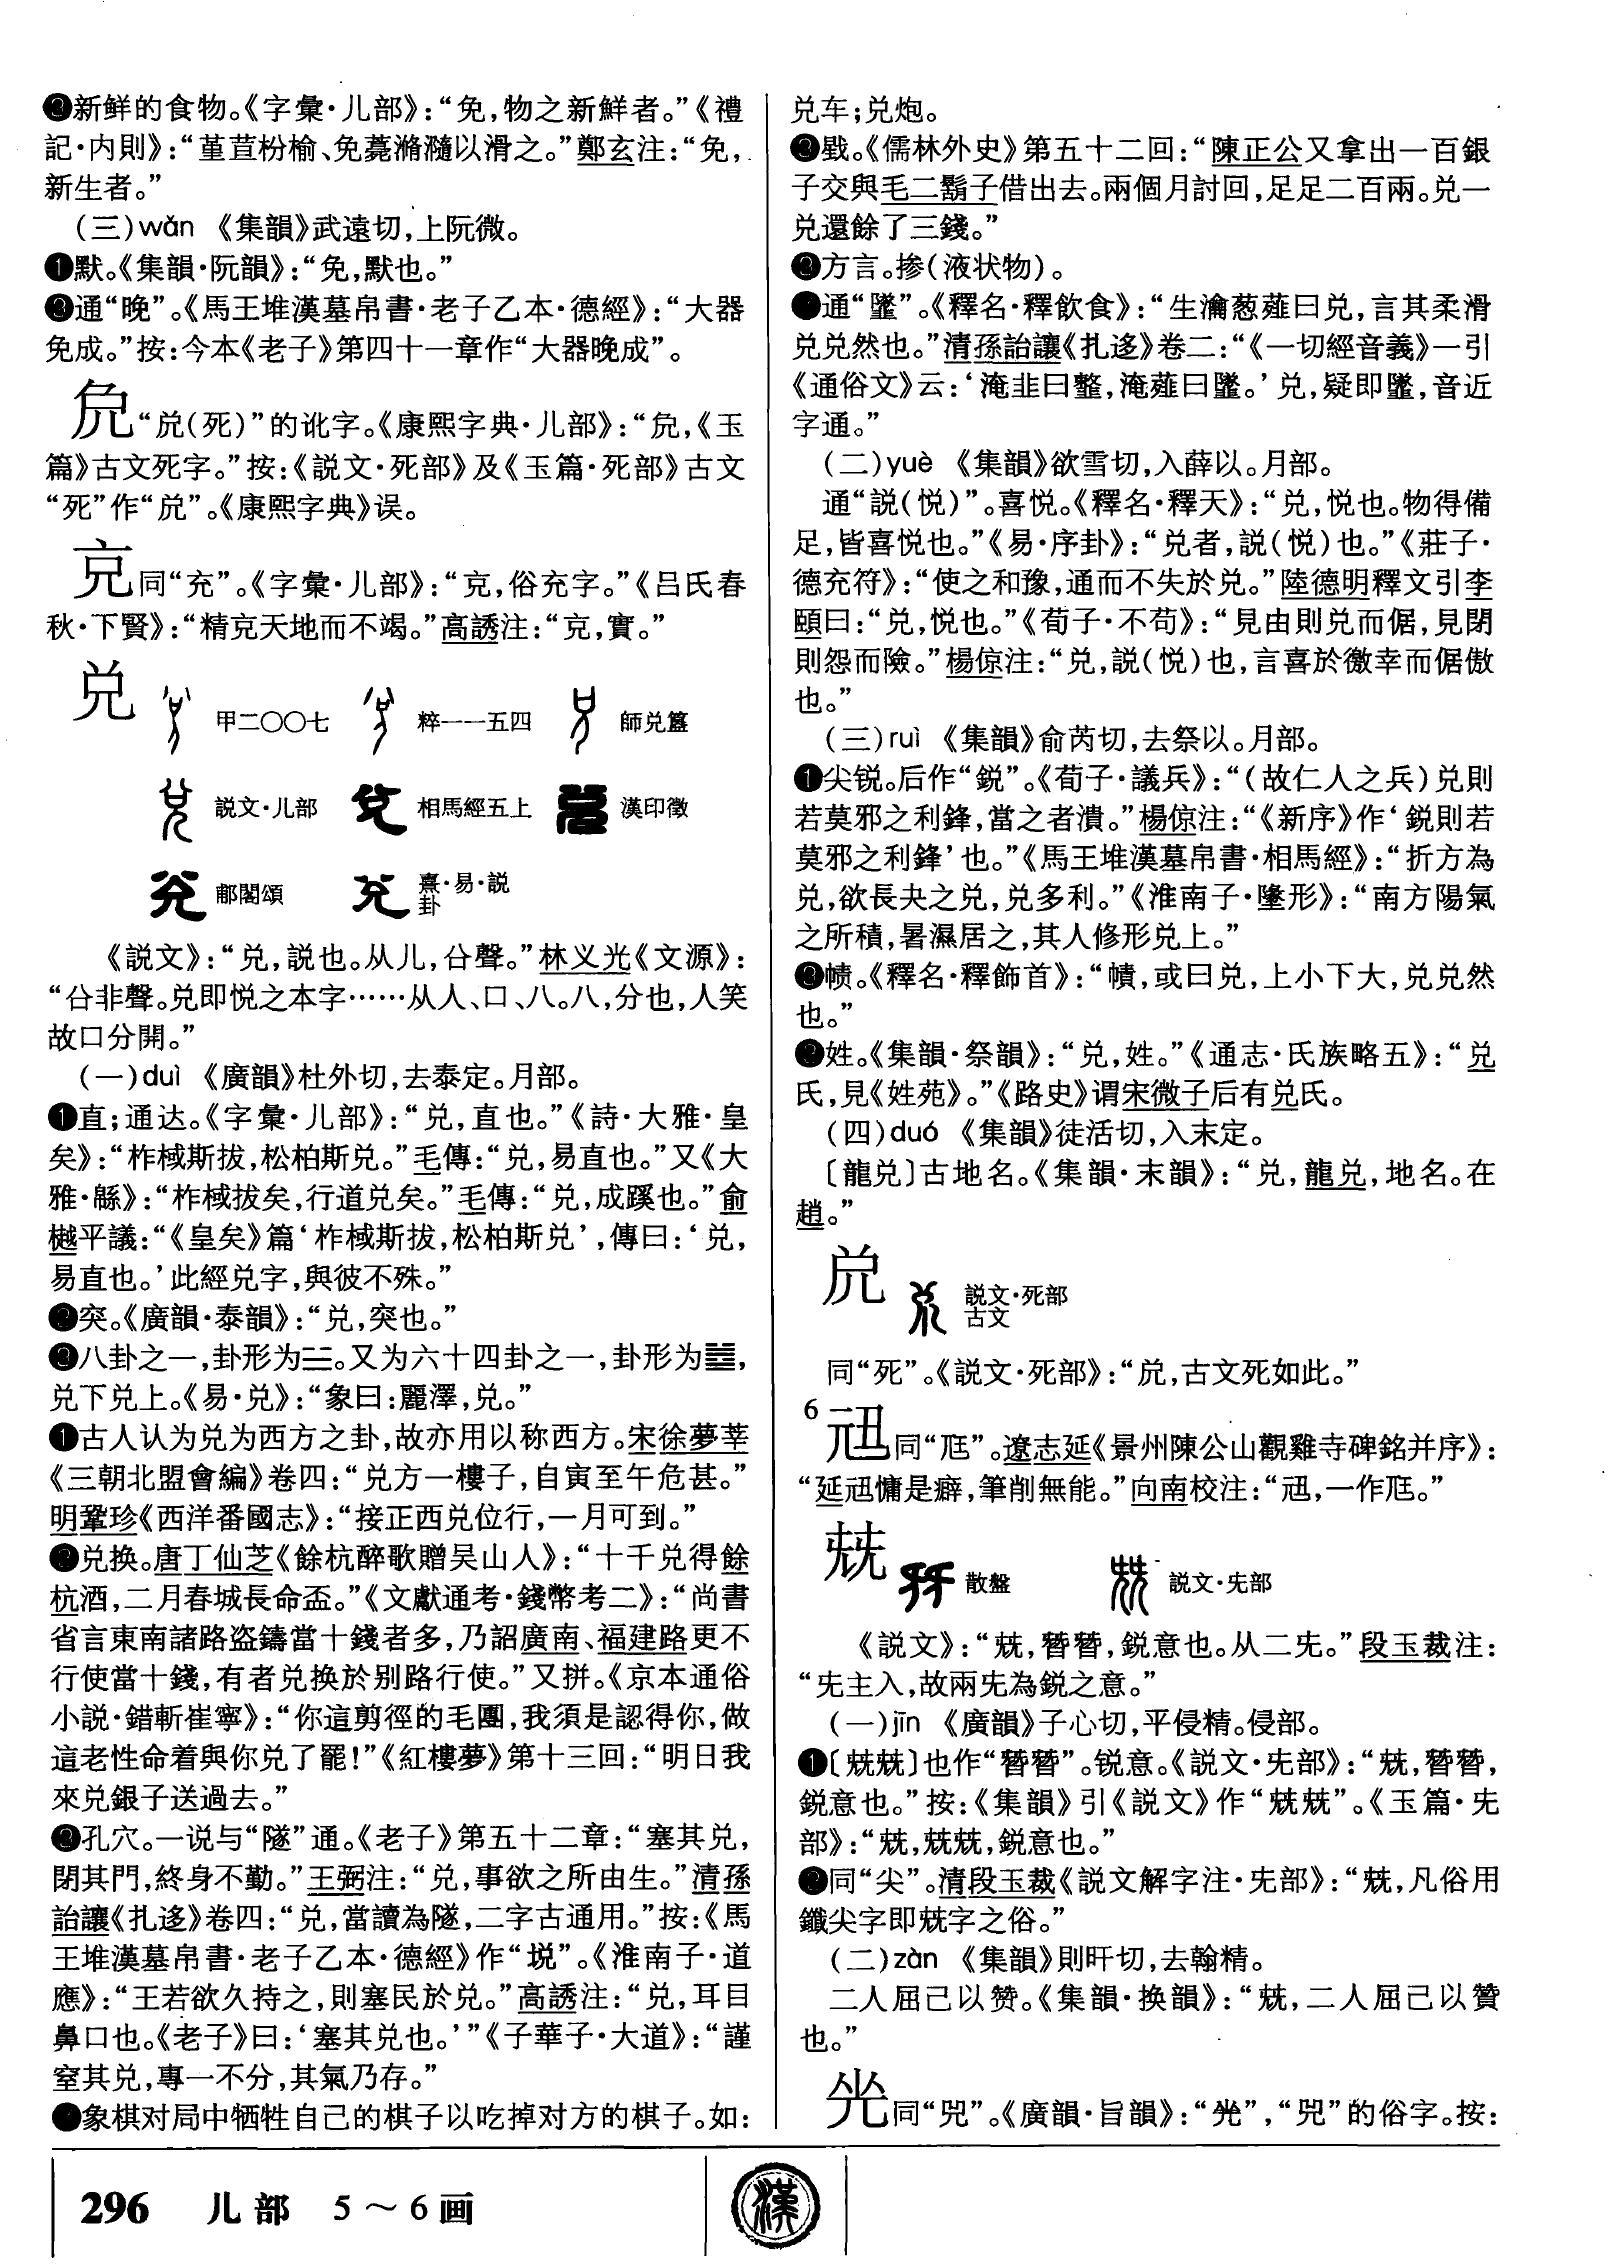 ❷新鲜的食物。《字彙·儿部》：“免，物之新鮮者。”《禮
記·内則》：“堇荁枌榆、免薧滫瀡以滑之。”鄭玄注：“免，
新生者。”
(三)wǎn 《集韻》武遠切，上阮微。
❶默。《集韻·阮韻》：“免，默也。”
❷通“晚”。《馬王堆漢墓帛書·老子乙本·德經》：“大器
免成。”按：今本《老子》第四十一章作“大器晚成”。
“𠒁(死)”的讹字。《康熙字典·儿部》：“，《玉
篇》古文死字。”按：《説文·死部》及《玉篇·死部》古文
“死”作“𠒁”。《康熙字典》误。
𠑽同“充”。《字彙·儿部》：“𠑽，俗充字。”《吕氏春
秋·下賢》：“精𠑽天地而不竭。”高誘注：“𠑽，實。”
兑 甲二〇〇七 粹一一五四 師兑簋
説文·儿部 相馬經五上 漢印徵
郙閣頌 熹·易·説
卦
《説文》：“兑，説也。从儿，㕣聲。”林义光《文源》：
“㕣非聲。兑即悦之本字……从人、口、八。八，分也，人笑
故口分開。”
(一)duì 《廣韻》杜外切，去泰定。月部。
❶直；通达。《字彙·儿部》：“兑，直也。”《詩·大雅·皇
矣》：“柞棫斯拔，松柏斯兑。”毛傳：“兑，易直也。”又《大
雅·緜》：“柞棫拔矣，行道兑矣。”毛傳：“兑，成蹊也。”俞
樾平議：“《皇矣》篇‘柞棫斯拔，松柏斯兑’，傳曰：‘兑，
易直也。’此經兑字，與彼不殊。”
❷突。《廣韻·泰韻》：“兑，突也。”
❸八卦之一，卦形为☱。又为六十四卦之一，卦形为䷹，
兑下兑上。《易·兑》：“象曰：麗澤，兑。”
古人认为兑为西方之卦，故亦用以称西方。宋徐夢莘
《三朝北盟會編》卷四：“兑方一樓子，自寅至午危甚。”
明鞏珍《西洋番國志》：“接正西兑位行，一月可到。”
兑换。唐丁仙芝《餘杭醉歌贈吴山人》：“十千兑得餘
杭酒，二月春城長命盃。”《文獻通考·錢幣考二》：“尚書
省言東南諸路盗鑄當十錢者多，乃詔廣南、福建路更不
行使當十錢，有者兑换於别路行使。”又拼。《京本通俗
小説·錯斬崔寧》：“你這剪徑的毛團，我須是認得你，做
這老性命着與你兑了罷！”《紅樓夢》第十三回：“明日我
來兑銀子送過去。”
孔穴。一说与“隧”通。《老子》第五十二章：“塞其兑，
閉其門，終身不勤。”王弼注：“兑，事欲之所由生。”清孫
詒讓《扎迻》卷四：“兑，當讀為隧，二字古通用。”按：《馬
王堆漢墓帛書·老子乙本·德經》作“㙂”。《淮南子·道
應》：“王若欲久持之，則塞民於兑。”高誘注：“兑，耳目
鼻口也。《老子》曰：‘塞其兑也。’”《子華子·大道》：“謹
窒其兑，專一不分，其氣乃存。”
象棋对局中牺牲自己的棋子以吃掉对方的棋子。如：
兑车；兑炮。
戥。《儒林外史》第五十二回：“陳正公又拿出一百銀
子交與毛二鬍子借出去。兩個月討回，足足二百兩。兑一
兑還餘了三錢。”
方言。掺(液状物)。
通“𩐋”。《釋名·釋飲食》：“生瀹葱薤曰兑，言其柔滑
兑兑然也。”清孫詒讓《扎迻》卷二：“《一切經音義》一引
《通俗文》云：‘淹韭曰䪢，淹薤曰𩐋。’兑，疑即𩐋，音近
字通。”
(二)yuè 《集韻》欲雪切，入薛以。月部。
通“説(悦)”。喜悦。《釋名·釋天》：“兑，悦也。物得備
足，皆喜悦也。”《易·序卦》：“兑者，説(悦)也。”《莊子·
德充符》：“使之和豫，通而不失於兑。”陸德明釋文引李
頤曰：“兑，悦也。”《荀子·不苟》：“見由則兑而倨，見閉
則怨而險。”楊倞注：“兑，説(悦)也，言喜於徼幸而倨傲
也。”
(三)ruì 《集韻》俞芮切，去祭以。月部。
❶尖锐。后作“鋭”。《荀子·議兵》：“(故仁人之兵)兑則
若莫邪之利鋒，當之者潰。”楊倞注：“《新序》作‘鋭則若
莫邪之利鋒’也。”《馬王堆漢墓帛書·相馬經》：“折方為
兑，欲長夬之兑，兑多利。”《淮南子·墬形》：“南方陽氣
之所積，暑濕居之，其人修形兑上。”
❷帻。《釋名·釋飾首》：“幘，或曰兑，上小下大，兑兑然
也。”
❸姓。《集韻·祭韻》：“兑，姓。”《通志·氏族略五》：“兑
氏，見《姓苑》。”《路史》谓宋微子后有兑氏。
(四)duó 《集韻》徒活切，入末定。
〔龍兑〕古地名。《集韻·末韻》：“兑，龍兑，地名。在
趙。”
𠒁 説文·死部
古文
同“死”。《説文·死部》：“𠒁，古文死如此。”
6
同“尩”。遼志延《景州陳公山觀雞寺碑銘并序》：
“延慵是癖，筆削無能。”向南校注：“，一作尩。”
兓 散盤 説文·兂部
《説文》：“兓，朁朁，鋭意也。从二兂。”段玉裁注：
“兂主入，故兩兂為鋭之意。”
(一)jīn 《廣韻》子心切，平侵精。侵部。
❶〔兓兓〕也作“朁朁”。锐意。《説文·兂部》：“兓，朁朁，
鋭意也。”按：《集韻》引《説文》作“兓兓”。《玉篇·兂
部》：“兓，兓兓，鋭意也。”
❷同“尖”。清段玉裁《説文解字注·兂部》：“兓，凡俗用
鑯尖字即兓字之俗。”
(二)zàn 《集韻》則旰切，去翰精。
二人屈己以赞。《集韻·换韻》：“兓，二人屈己以贊
也。”
同“兕”。《廣韻·旨韻》：“”，“兕”的俗字。按：
296 儿部 5～6画
漢